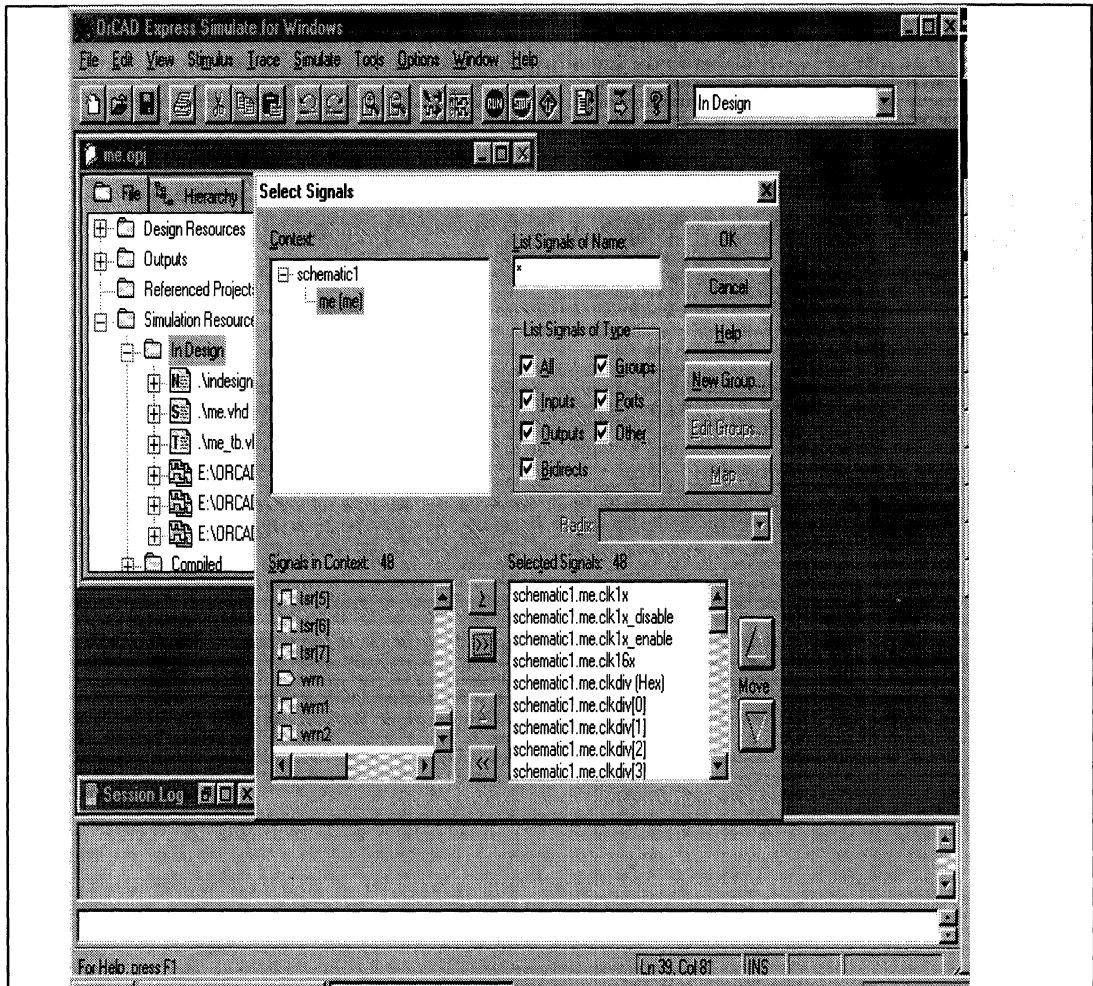 OrCAD Express Simulate for Windows
File Edit View Stimulus Trace Simulate Tools Options Window Help
RUN STOP In Design
me.opj
File Hierarchy
Design Resources
Outputs
Referenced Project
Simulation Resource
In Design
.\indesign
.\me.vhd
.\me_tb.vl
E:\ORCAD
E:\ORCAD
E:\ORCAD
Compiled
Select Signals
Context:
schematic1
me (me)
List Signals of Name:
*
List Signals of Type
All Groups
Inputs Ports
Outputs Other
Bidirects
OK
Cancel
Help
New Group...
Edit Groups...
Map...
Radix:
Signals in Context: 48
lsr[5]
lsr[6]
lsr[7]
wrn
wrn1
wrn2
>
>>
<
<<
Selected Signals: 48
schematic1.me.clk1x
schematic1.me.clk1x_disable
schematic1.me.clk1x_enable
schematic1.me.clk16x
schematic1.me.clkdiv (Hex)
schematic1.me.clkdiv[0]
schematic1.me.clkdiv[1]
schematic1.me.clkdiv[2]
schematic1.me.clkdiv[3]
Move
Session Log
For Help, press F1
Ln 39, Col 81 INS